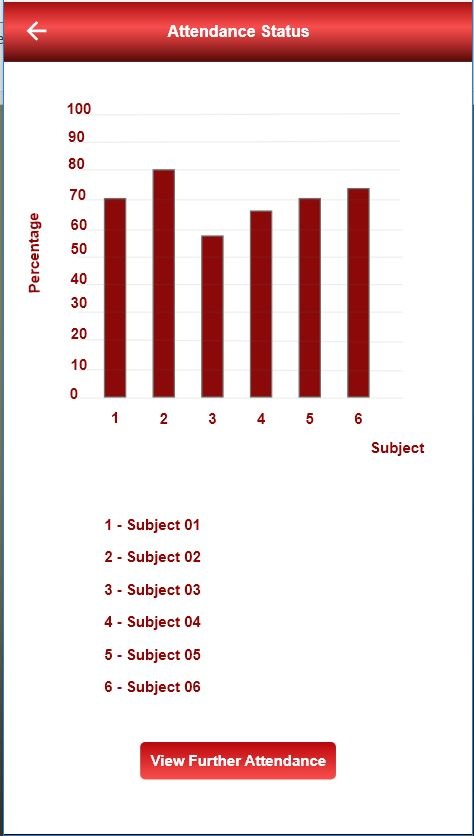 Attendance Status
100
90
80
70
60
50
40
30
20
10
0
Percentage
1 2 3 4 5 6
Subject
1 - Subject 01
2 - Subject 02
3 - Subject 03
4 - Subject 04
5 - Subject 05
6 - Subject 06
View Further Attendance